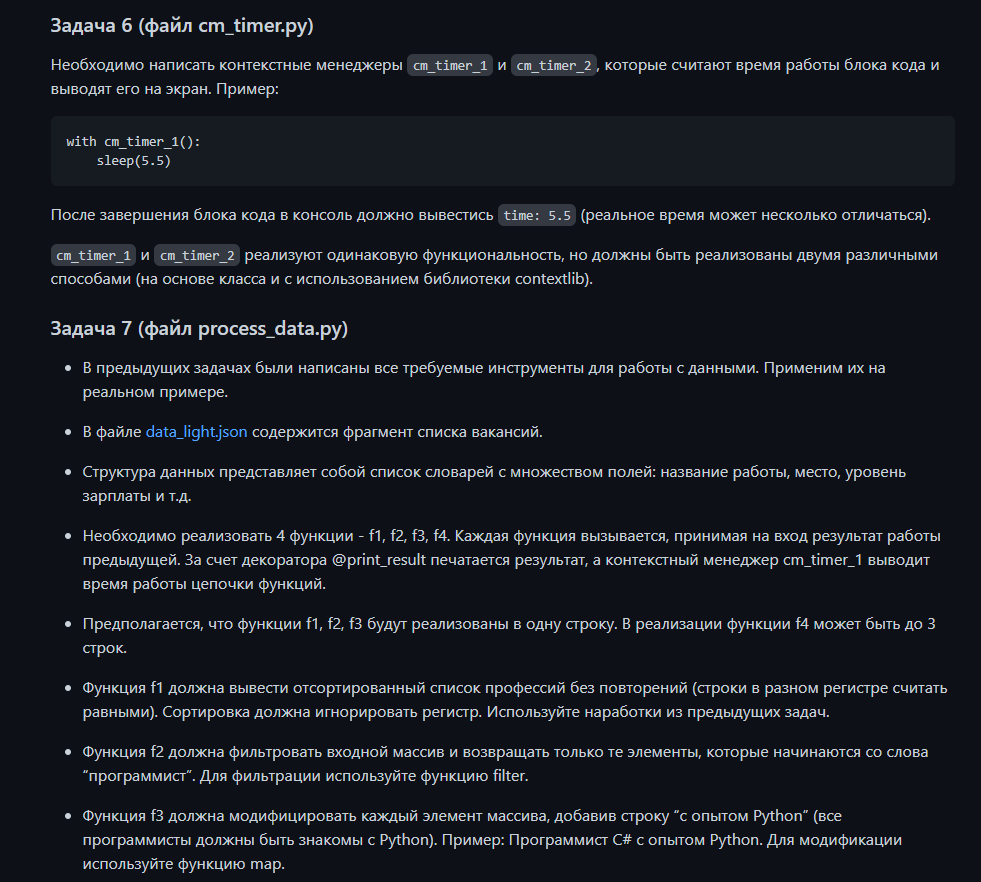 Задача 6 (файл cm_timer.py)
Необходимо написать контекстные менеджеры cm_timer_1 и cm_timer_2, которые считают время работы блока кода и
выводят его на экран. Пример:
with cm_timer_1():
    sleep(5.5)
После завершения блока кода в консоль должно вывестись time: 5.5 (реальное время может несколько отличаться).
cm_timer_1 и cm_timer_2 реализуют одинаковую функциональность, но должны быть реализованы двумя различными
способами (на основе класса и с использованием библиотеки contextlib).
Задача 7 (файл process_data.py)
• В предыдущих задачах были написаны все требуемые инструменты для работы с данными. Применим их на
реальном примере.
• В файле data_light.json содержится фрагмент списка вакансий.
• Структура данных представляет собой список словарей с множеством полей: название работы, место, уровень
зарплаты и т.д.
• Необходимо реализовать 4 функции - f1, f2, f3, f4. Каждая функция вызывается, принимая на вход результат работы
предыдущей. За счет декоратора @print_result печатается результат, а контекстный менеджер cm_timer_1 выводит
время работы цепочки функций.
• Предполагается, что функции f1, f2, f3 будут реализованы в одну строку. В реализации функции f4 может быть до 3
строк.
• Функция f1 должна вывести отсортированный список профессий без повторений (строки в разном регистре считать
равными). Сортировка должна игнорировать регистр. Используйте наработки из предыдущих задач.
• Функция f2 должна фильтровать входной массив и возвращать только те элементы, которые начинаются со слова
“программист”. Для фильтрации используйте функцию filter.
• Функция f3 должна модифицировать каждый элемент массива, добавив строку “с опытом Python” (все
программисты должны быть знакомы с Python). Пример: Программист C# с опытом Python. Для модификации
используйте функцию map.